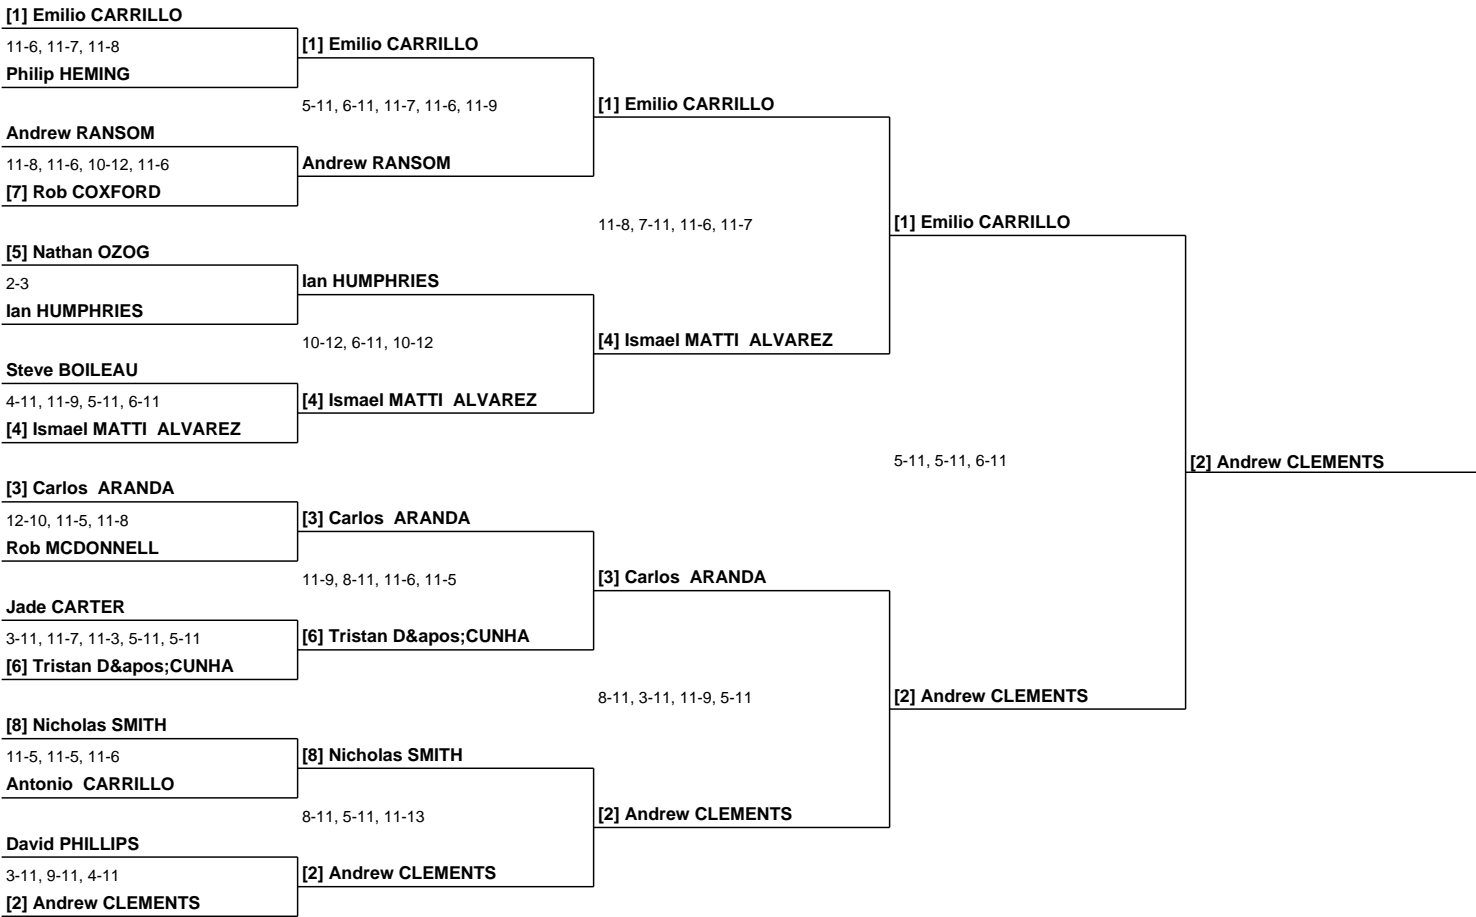 [1] Emilio CARRILLO
11-6, 11-7, 11-8
Philip HEMING
Andrew RANSOM
11-8, 11-6, 10-12, 11-6
[7] Rob COXFORD
[5] Nathan OZOG
2-3
Ian HUMPHRIES
Steve BOILEAU
4-11, 11-9, 5-11, 6-11
[4] Ismael MATTI  ALVAREZ
[3] Carlos  ARANDA
12-10, 11-5, 11-8
Rob MCDONNELL
Jade CARTER
3-11, 11-7, 11-3, 5-11, 5-11
[6] Tristan D&apos;CUNHA
[8] Nicholas SMITH
11-5, 11-5, 11-6
Antonio  CARRILLO
David PHILLIPS
3-11, 9-11, 4-11
[2] Andrew CLEMENTS
[1] Emilio CARRILLO
5-11, 6-11, 11-7, 11-6, 11-9
Andrew RANSOM
Ian HUMPHRIES
10-12, 6-11, 10-12
[4] Ismael MATTI  ALVAREZ
[3] Carlos  ARANDA
11-9, 8-11, 11-6, 11-5
[6] Tristan D&apos;CUNHA
[8] Nicholas SMITH
8-11, 5-11, 11-13
[2] Andrew CLEMENTS
[1] Emilio CARRILLO
11-8, 7-11, 11-6, 11-7
[4] Ismael MATTI  ALVAREZ
[3] Carlos  ARANDA
8-11, 3-11, 11-9, 5-11
[2] Andrew CLEMENTS
[1] Emilio CARRILLO
5-11, 5-11, 6-11
[2] Andrew CLEMENTS
[2] Andrew CLEMENTS